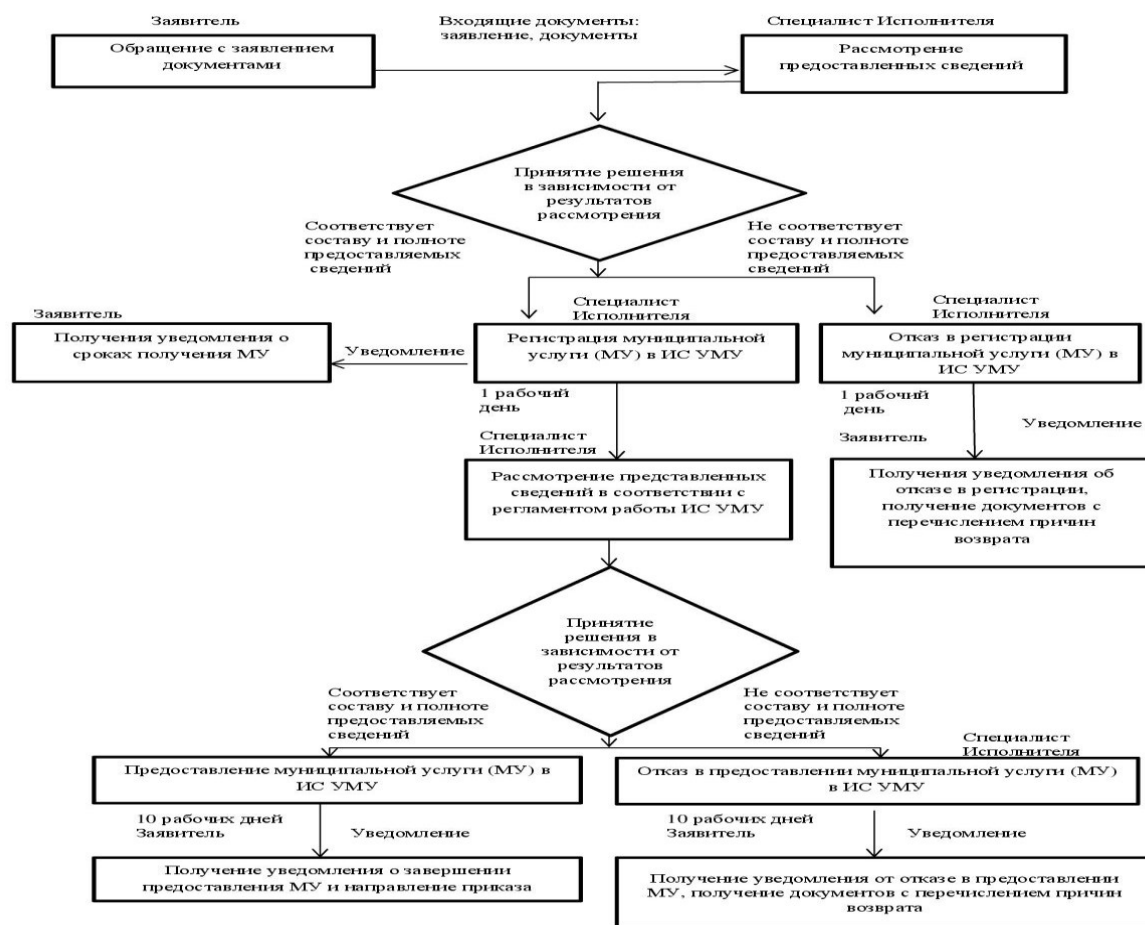 Заявитель
Входящие документы:
заявление, документы
Специалист Исполнителя
Обращение с заявлением
документами
Рассмотрение
предоставленных сведений
Принятие решения
в зависимости от
результатов
рассмотрения
Соответствует
составу и полноте
предоставляемых
сведений
Не соответствует
составу и полноте
предоставляемых
сведений
Заявитель
Специалист
Исполнителя
Специалист
Исполнителя
Получения уведомления о
сроках получения МУ
Уведомление
Регистрация муниципальной
услуги (МУ) в ИС УМУ
Отказ в регистрации
муниципальной услуги (МУ) в
ИС УМУ
1 рабочий
день
1 рабочий
день
Уведомление
Заявитель
Специалист
Исполнителя
Рассмотрение представленных
сведений в соответствии с
регламентом работы ИС УМУ
Получения уведомления об
отказе в регистрации,
получение документов с
перечислением причин
возврата
Принятие
решения в
зависимости от
результатов
рассмотрения
Соответствует
составу и полноте
предоставляемых
сведений
Не соответствует
составу и полноте
предоставляемых
сведений
Специалист
Исполнителя
Предоставление муниципальной услуги (МУ) в
ИС УМУ
Отказ в предоставлении муниципальной услуги (МУ)
в ИС УМУ
10 рабочих дней
Заявитель
Уведомление
10 рабочих дней
Заявитель
Уведомление
Получение уведомления о завершении
предоставления МУ и направление приказа
Получение уведомления от отказе в предоставлении
МУ, получение документов с перечислением причин
возврата